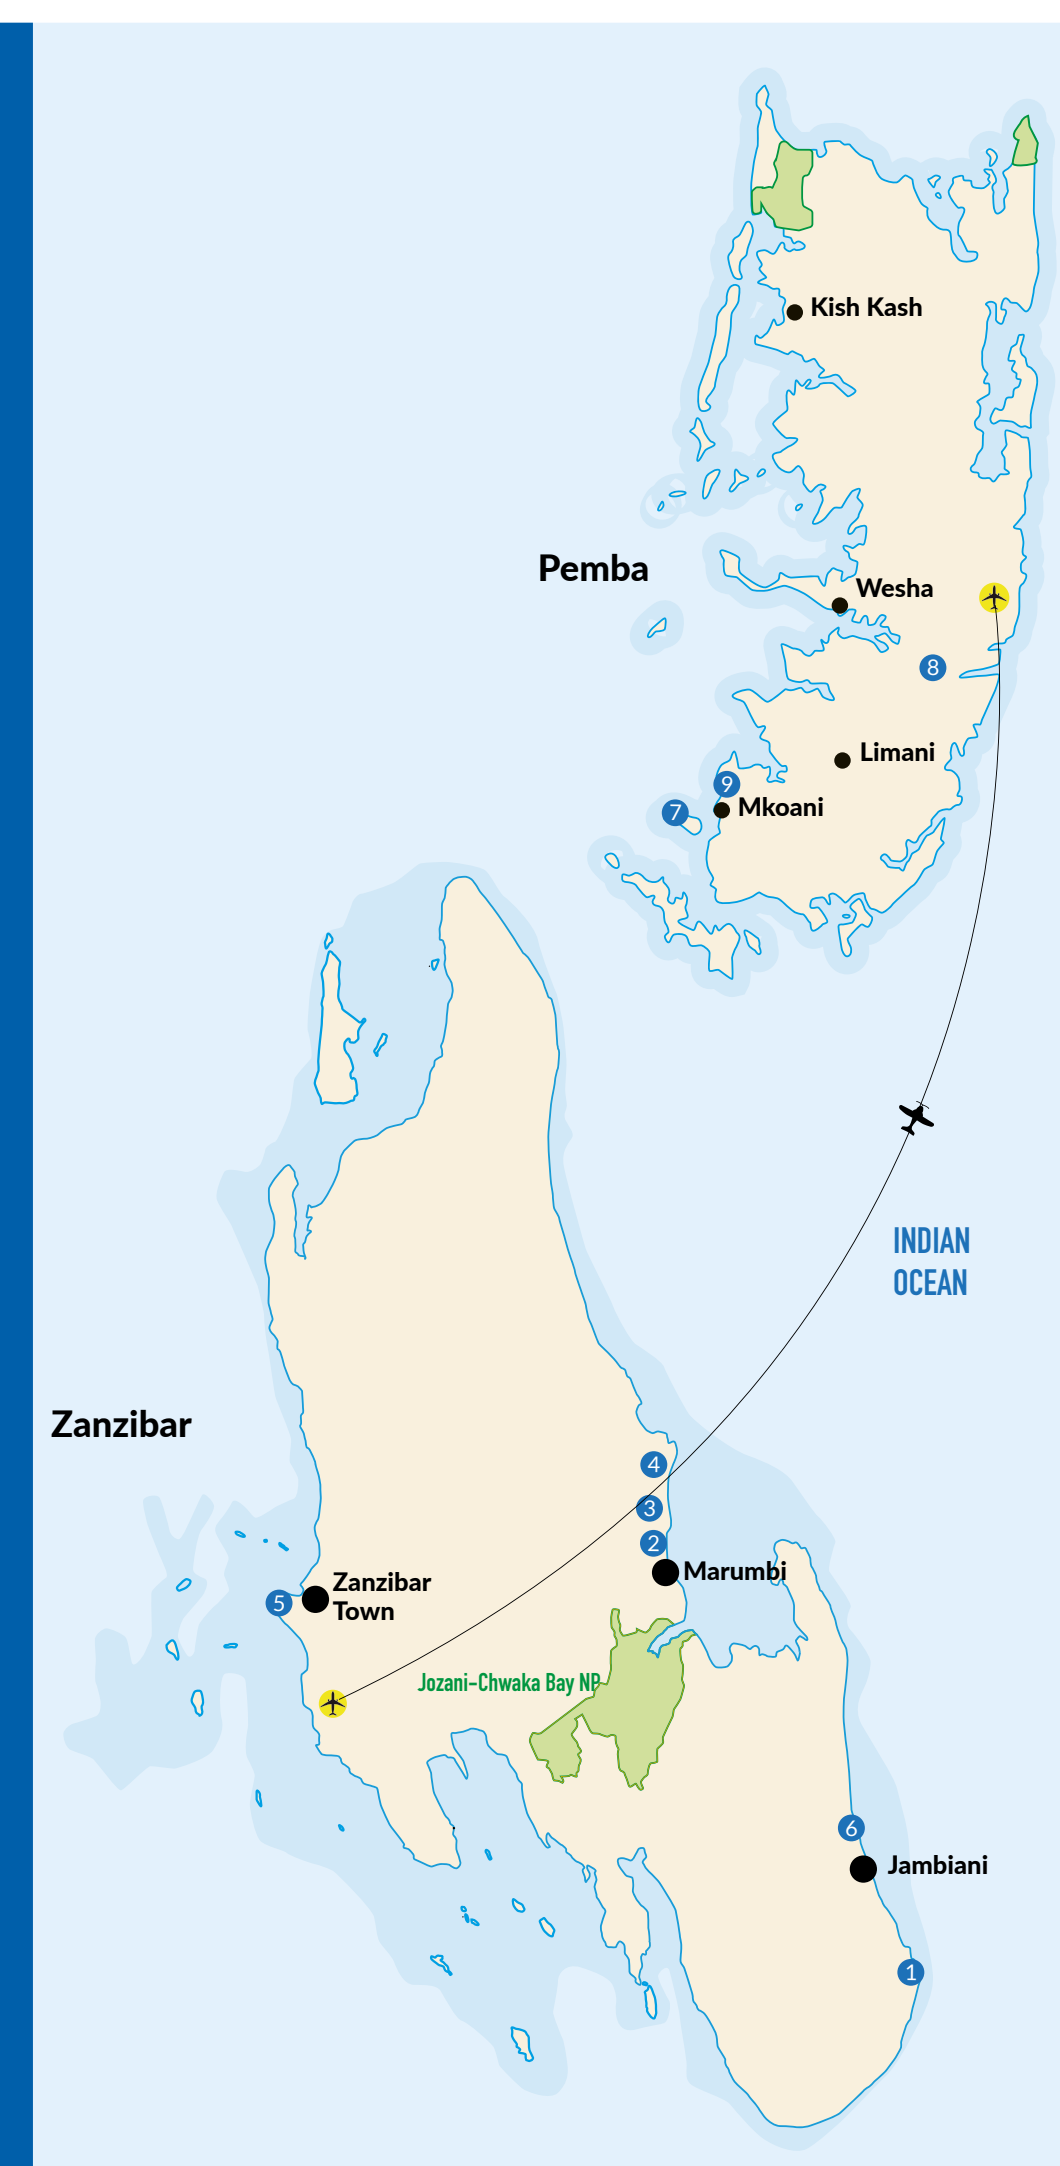 Kish Kash
Pemba
Wesha
8
Limani
9
7
Mkoani
INDIAN
OCEAN
Zanzibar
4
3
2
Marumbi
Zanzibar
Town
5
Jozani-Chwaka Bay NP
6
Jambiani
1